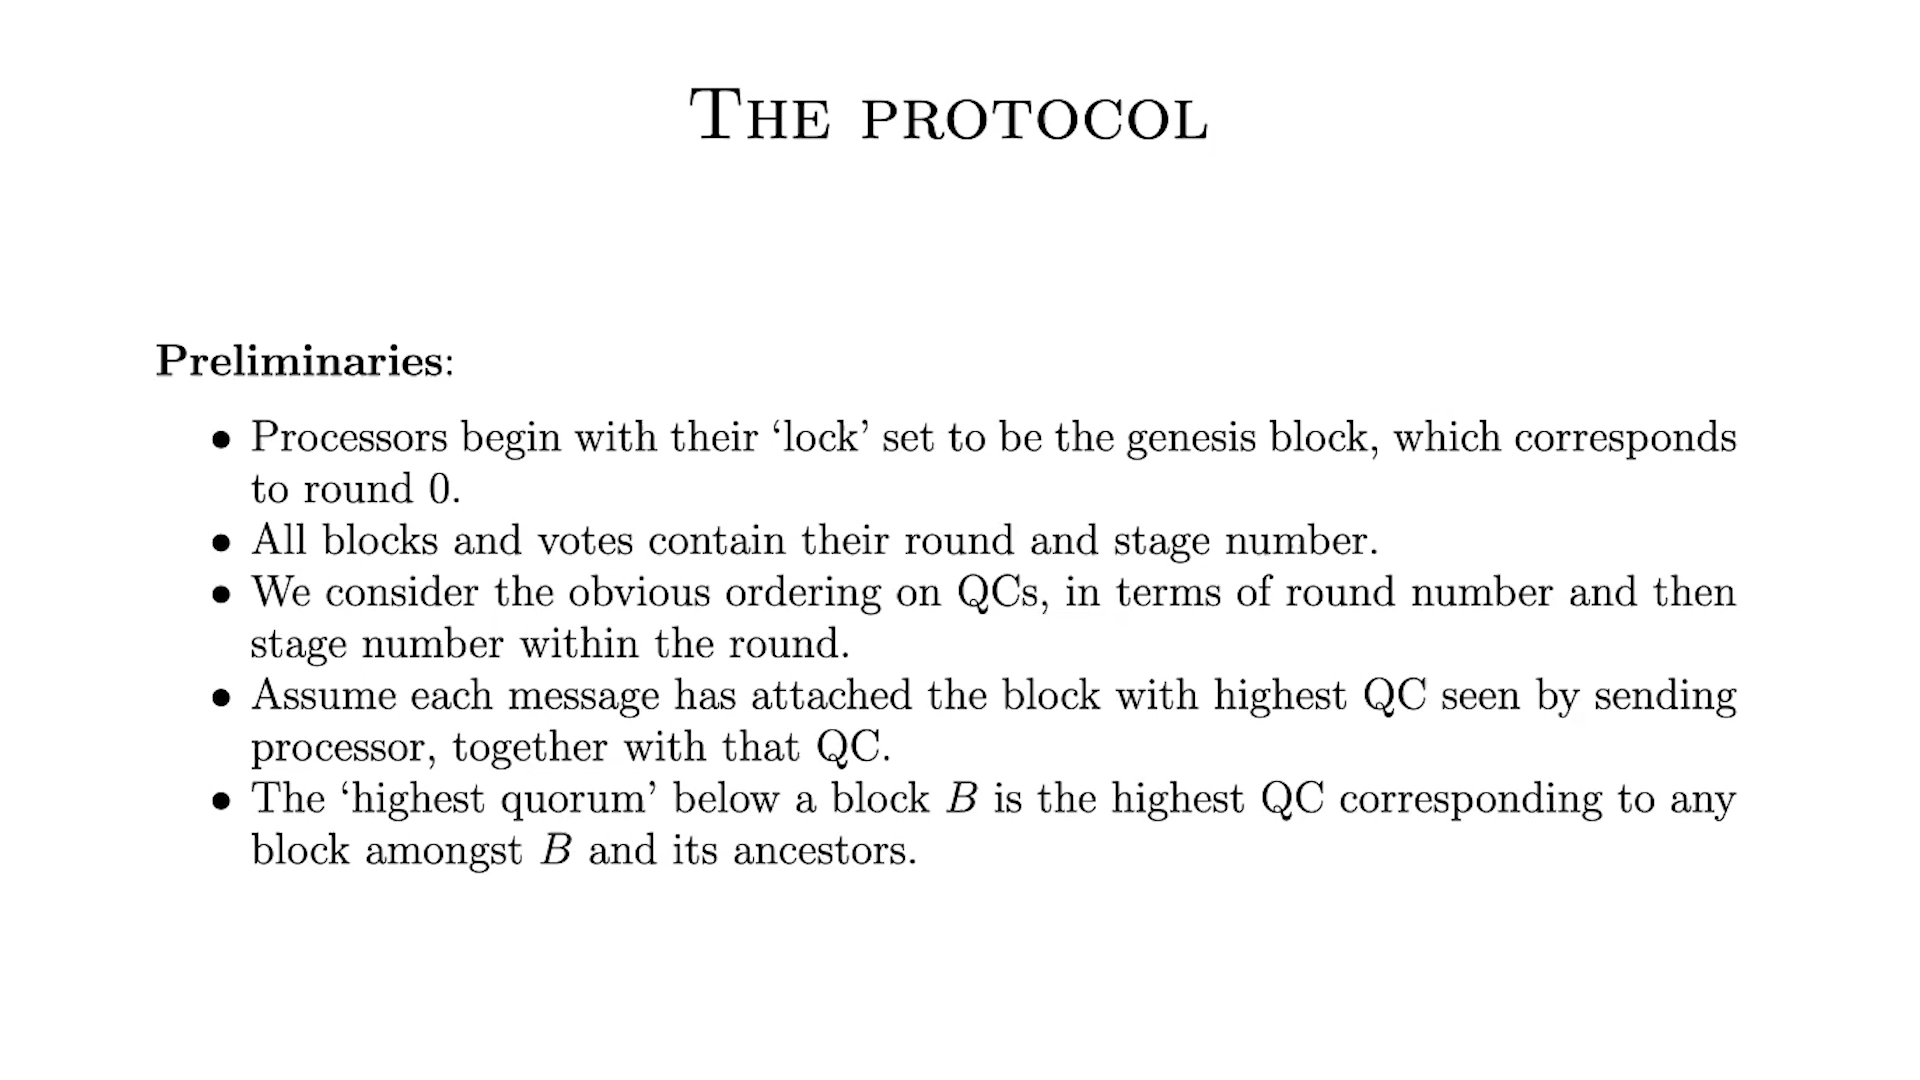 THE PROTOCOL
Preliminaries:
• Processors begin with their ‘lock’ set to be the genesis block, which corresponds
to round 0.
• All blocks and votes contain their round and stage number.
• We consider the obvious ordering on QCs, in terms of round number and then
stage number within the round.
• Assume each message has attached the block with highest QC seen by sending
processor, together with that QC.
• The ‘highest quorum’ below a block B is the highest QC corresponding to any
block amongst B and its ancestors.